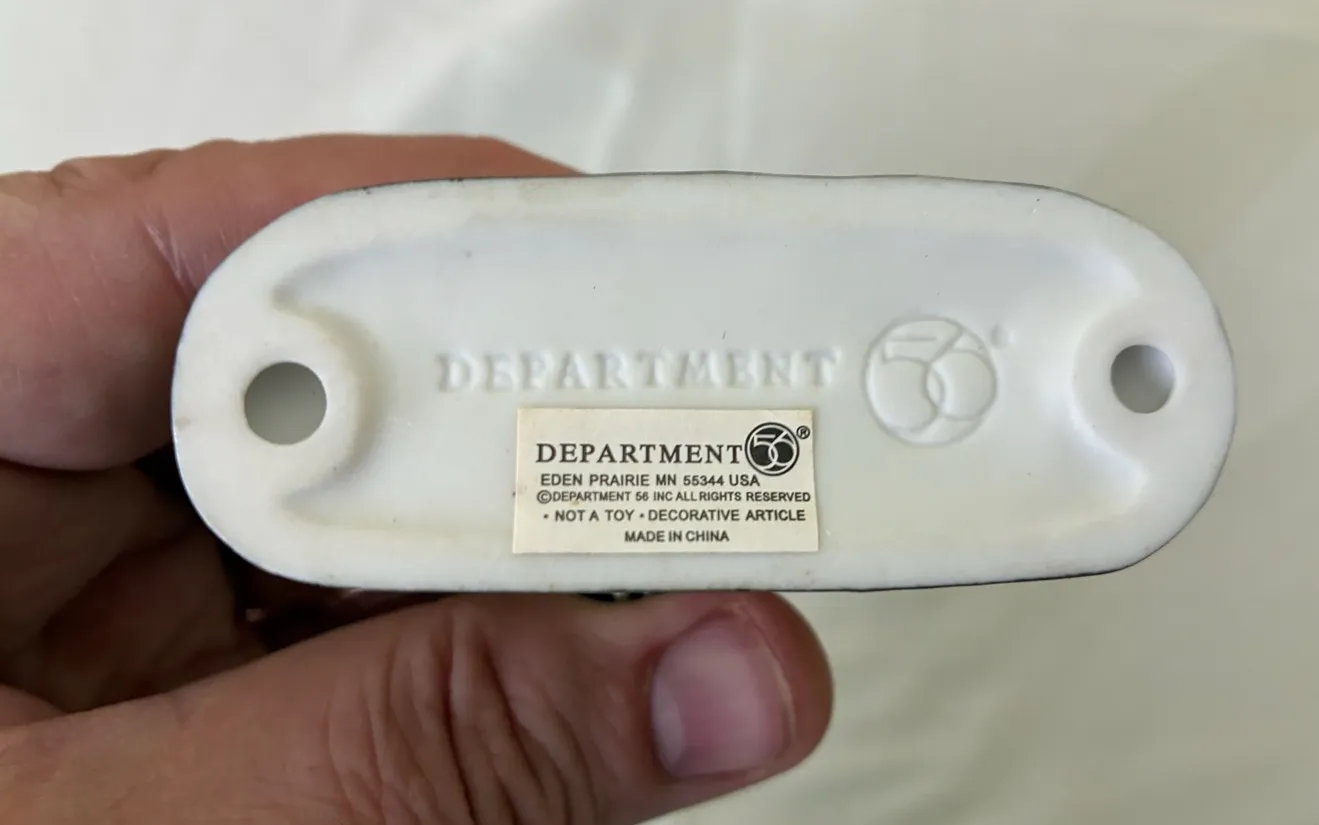 DEPARTMENT 56
DEPARTMENT 56®
EDEN PRAIRIE MN 55344 USA
©DEPARTMENT 56 INC ALL RIGHTS RESERVED
• NOT A TOY • DECORATIVE ARTICLE
MADE IN CHINA